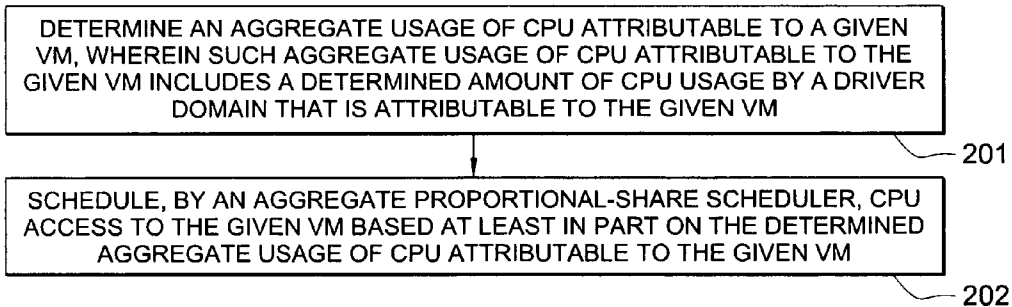 DETERMINE AN AGGREGATE USAGE OF CPU ATTRIBUTABLE TO A GIVEN
VM, WHEREIN SUCH AGGREGATE USAGE OF CPU ATTRIBUTABLE TO THE
GIVEN VM INCLUDES A DETERMINED AMOUNT OF CPU USAGE BY A DRIVER
DOMAIN THAT IS ATTRIBUTABLE TO THE GIVEN VM
201
SCHEDULE, BY AN AGGREGATE PROPORTIONAL-SHARE SCHEDULER, CPU
ACCESS TO THE GIVEN VM BASED AT LEAST IN PART ON THE DETERMINED
AGGREGATE USAGE OF CPU ATTRIBUTABLE TO THE GIVEN VM
202